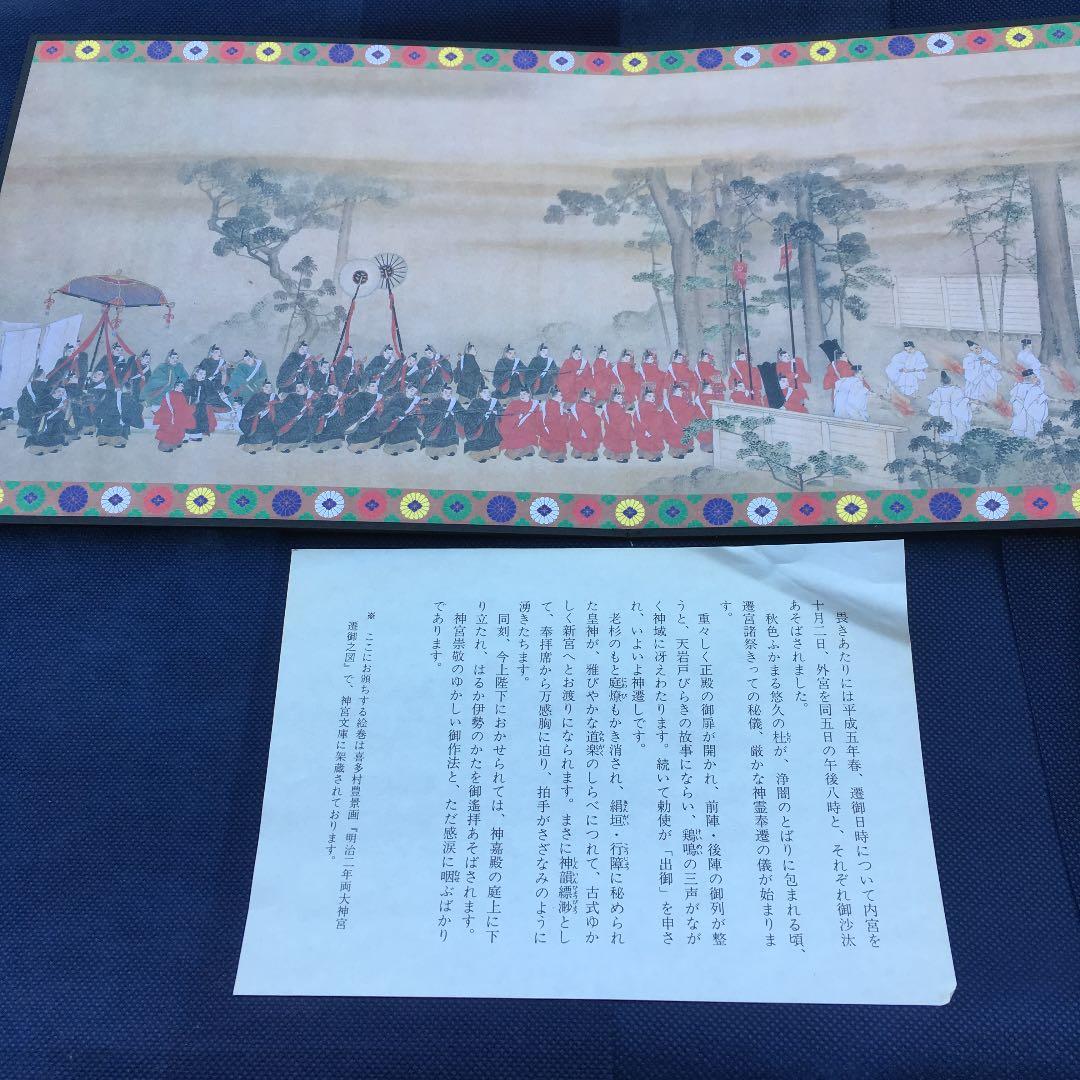 畏きあたりには平成五年春、遷御日時について内宮を
十月二日、外宮を同五日の午後八時と、それぞれ御沙汰
あそばされました。
秋色ふかまる悠久の杜が、浄闇のとばりに包まれる頃、
遷宮諸祭きっての秘儀、厳かな神霊奉遷の儀が始まりま
す。
重々しく正殿の御扉が開かれ、前陣・後陣の御列が整
うと、天岩戸びらきの故事にならい、鶏鳴の三声がなが
く神域に冴えわたります。続いて勅使が「出御」を申さ
れ、いよいよ神遷しです。
老杉のもと庭燎もかき消され、絹垣・行障に秘められ
た皇神が、雅びやかな道楽のしらべにつれて、古式ゆか
しく新宮へとお渡りになられます。まさに神韻縹渺とし
て、奉拝席から万感胸に迫り、拍手がさざなみのように
湧きたちます。
同刻、今上陛下におかせられては、神嘉殿の庭上に下
り立たれ、はるか伊勢のかたを御遙拝あそばされます。
神宮崇敬のゆかしい御作法と、ただ感涙に咽ぶばかり
であります。
※ ここにお頒ちする絵巻は喜多村豊景画『明治二年両大神宮
遷御之図』で、神宮文庫に架蔵されております。